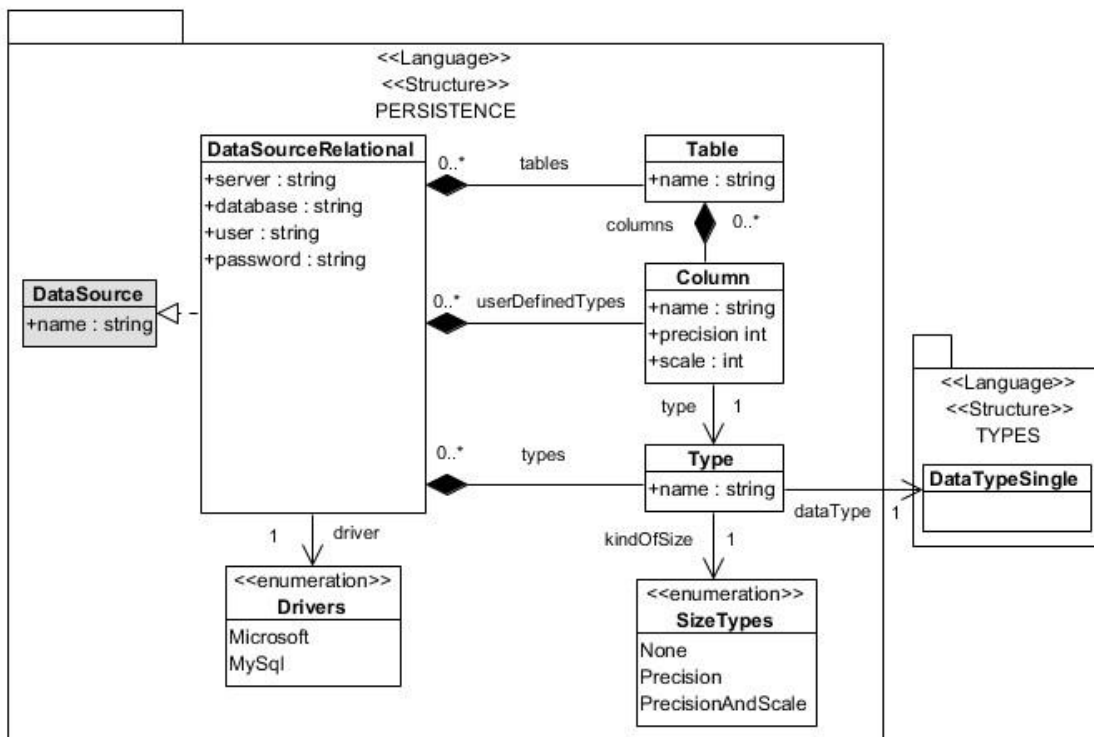 <<Language>>
<<Structure>>
PERSISTENCE
DataSourceRelational
+server : string
+database : string
+user : string
+password : string
0..*
tables
Table
+name : string
columns
0..*
DataSource
+name : string
0..*
userDefinedTypes
Column
+name : string
+precision int
+scale : int
type
1
0..*
types
Type
+name : string
dataType
1
<<Language>>
<<Structure>>
TYPES
DataTypeSingle
1
driver
kindOfSize
1
<<enumeration>>
Drivers
Microsoft
MySql
<<enumeration>>
SizeTypes
None
Precision
PrecisionAndScale